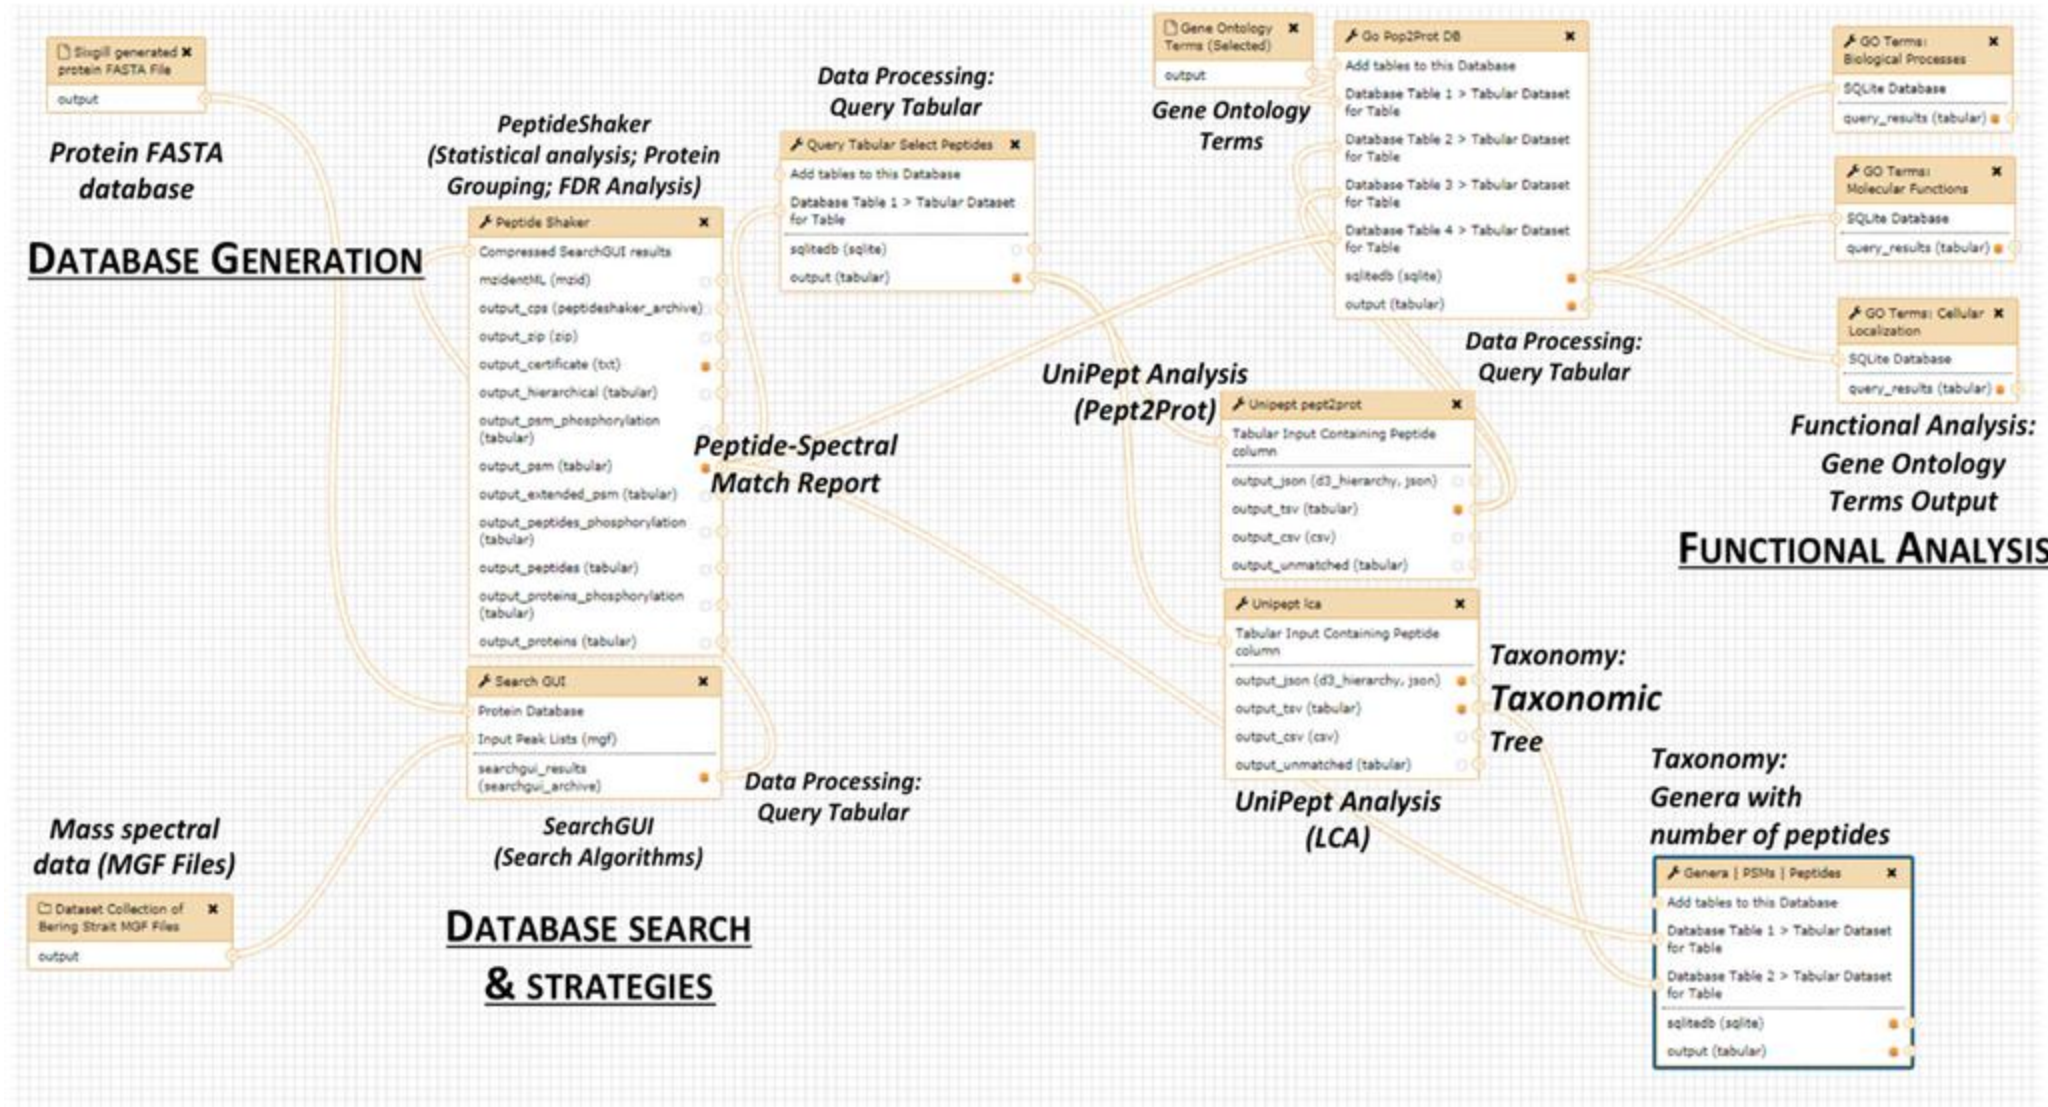 Sixgill generated
protein FASTA File
output
Protein FASTA
database
DATABASE GENERATION
Mass spectral
data (MGF Files)
Dataset Collection of
Bering Strait MGF Files
output
PeptideShaker
(Statistical analysis; Protein
Grouping; FDR Analysis)
Peptide Shaker
Compressed SearchGUI results
mzidentML (mzid)
output_cps (peptideshaker_archive)
output_zip (zip)
output_certificate (txt)
output_hierarchical (tabular)
output_psm_phosphorylation
(tabular)
output_psm (tabular)
output_extended_psm (tabular)
output_peptides_phosphorylation
(tabular)
output_peptides (tabular)
output_proteins_phosphorylation
(tabular)
output_proteins (tabular)
Search GUI
Protein Database
Input Peak Lists (mgf)
searchgui_results
(searchgui_archive)
SearchGUI
(Search Algorithms)
DATABASE SEARCH
& STRATEGIES
Data Processing:
Query Tabular
Query Tabular Select Peptides
Add tables to this Database
Database Table 1 > Tabular Dataset
for Table
sqlitedb (sqlite)
output (tabular)
Peptide-Spectral
Match Report
Data Processing:
Query Tabular
Gene Ontology
Terms (Selected)
output
Gene Ontology
Terms
Go Pop2Prot DB
Add tables to this Database
Database Table 1 > Tabular Dataset
for Table
Database Table 2 > Tabular Dataset
for Table
Database Table 3 > Tabular Dataset
for Table
Database Table 4 > Tabular Dataset
for Table
sqlitedb (sqlite)
output (tabular)
Data Processing:
Query Tabular
UniPept Analysis
(Pept2Prot)
Unipept pept2prot
Tabular Input Containing Peptide
column
output_json (d3_hierarchy, json)
output_tsv (tabular)
output_csv (csv)
output_unmatched (tabular)
Unipept lca
Tabular Input Containing Peptide
column
output_json (d3_hierarchy, json)
output_tsv (tabular)
output_csv (csv)
output_unmatched (tabular)
UniPept Analysis
(LCA)
Taxonomy:
Taxonomic
Tree
GO Terms:
Biological Processes
SQLite Database
query_results (tabular)
GO Terms:
Molecular Functions
SQLite Database
query_results (tabular)
GO Terms: Cellular
Localization
SQLite Database
query_results (tabular)
Functional Analysis:
Gene Ontology
Terms Output
FUNCTIONAL ANALYSIS
Taxonomy:
Genera with
number of peptides
Genera | PSMs | Peptides
Add tables to this Database
Database Table 1 > Tabular Dataset
for Table
Database Table 2 > Tabular Dataset
for Table
sqlitedb (sqlite)
output (tabular)